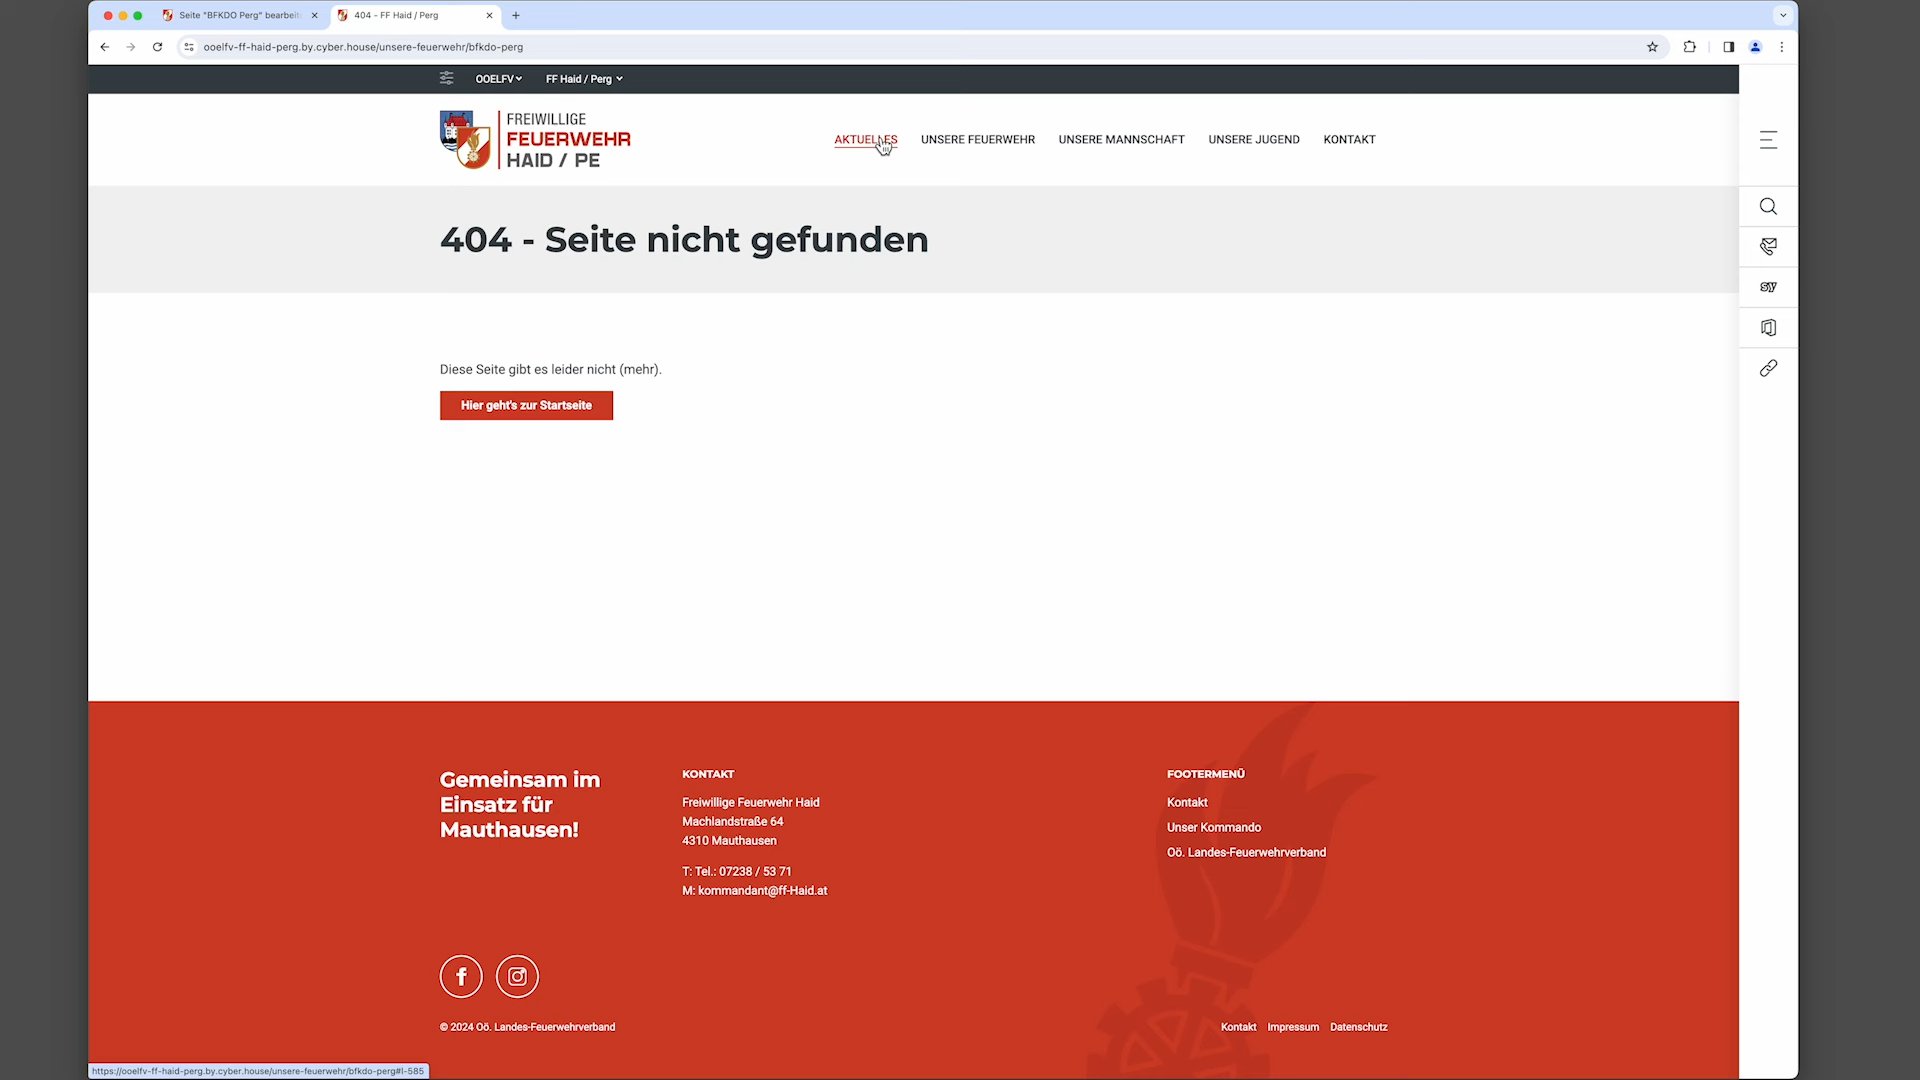 Seite "BFKDO Perg" bearbeit
404 - FF Haid / Perg
ooelfv-ff-haid-perg.by.cyber.house/unsere-feuerwehr/bfkdo-perg
OOELFV
FF Haid / Perg
FREIWILLIGE
FEUERWEHR
HAID / PE
AKTUELLES
UNSERE FEUERWEHR
UNSERE MANNSCHAFT
UNSERE JUGEND
KONTAKT
sy
404 - Seite nicht gefunden
Diese Seite gibt es leider nicht (mehr).
Hier geht's zur Startseite
Gemeinsam im
Einsatz für
Mauthausen!
KONTAKT
Freiwillige Feuerwehr Haid
Machlandstraße 64
4310 Mauthausen
T: Tel.: 07238 / 53 71
M: kommandant@ff-Haid.at
FOOTERMENÜ
Kontakt
Unser Kommando
Oö. Landes-Feuerwehrverband
© 2024 Oö. Landes-Feuerwehrverband
Kontakt
Impressum
Datenschutz
https://ooelfv-ff-haid-perg.by.cyber.house/unsere-feuerwehr/bfkdo-perg#l-585